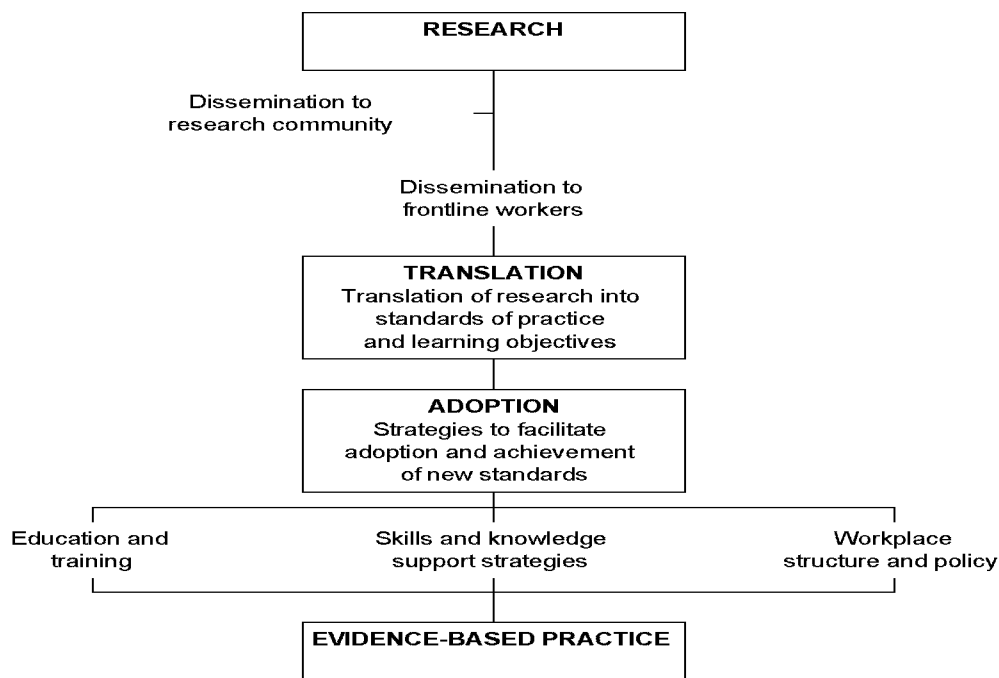 RESEARCH
Dissemination to
research community
Dissemination to
frontline workers
TRANSLATION
Translation of research into
standards of practice
and learning objectives
ADOPTION
Strategies to facilitate
adoption and achievement
of new standards
Education and
training
Skills and knowledge
support strategies
Workplace
structure and policy
EVIDENCE-BASED PRACTICE